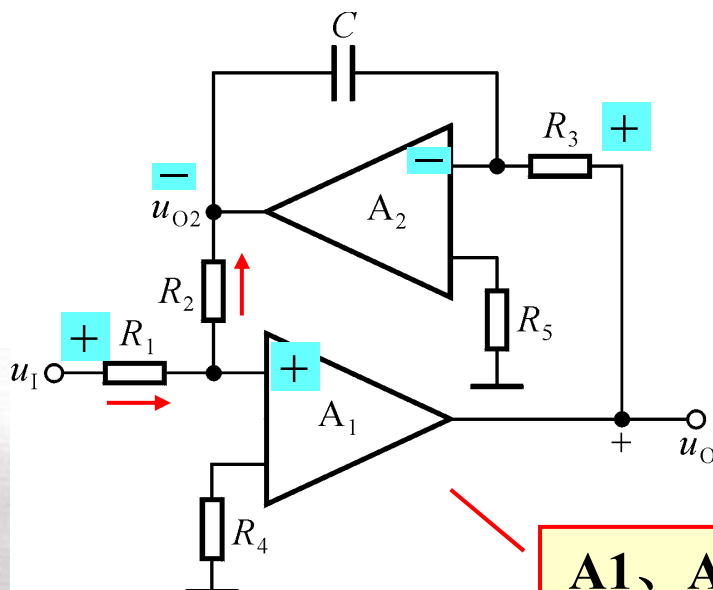 C
R3
+
−
−
uO2
A2
R2
R5
+
R1
uI
+
A1
uO
+
R4
A1、A